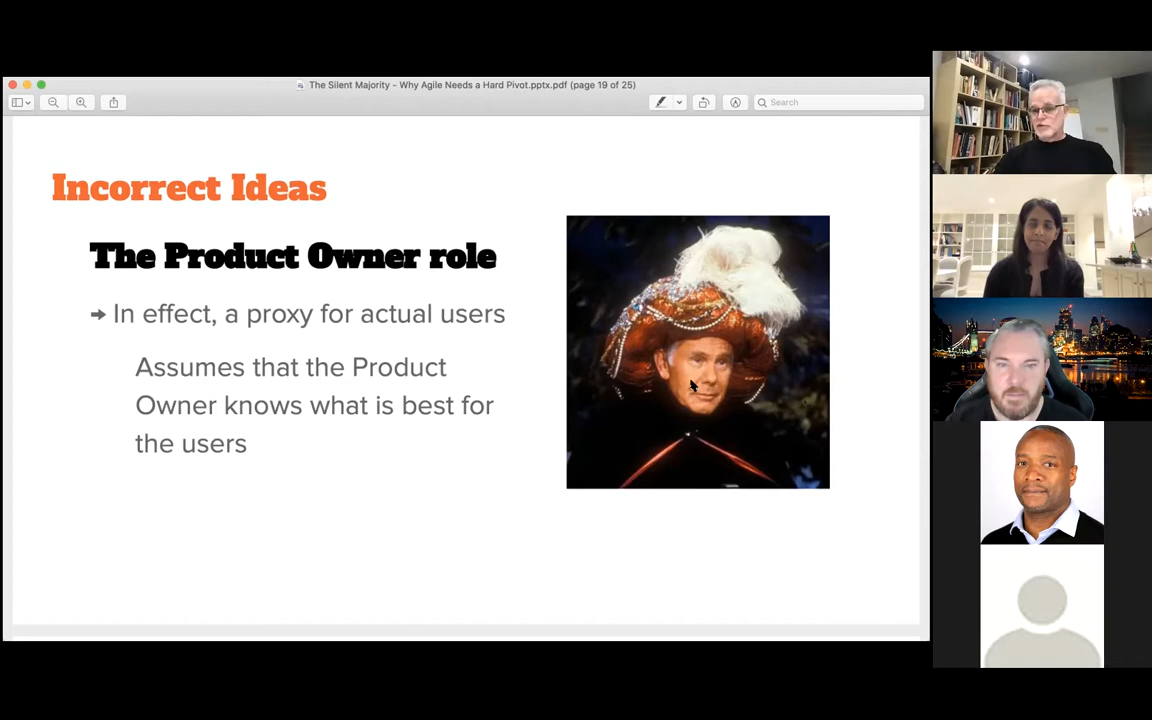 The Silent Majority - Why Agile Needs a Hard Pivot.pptx.pdf (page 19 of 25)
Search
Incorrect Ideas
The Product Owner role
➜ In effect, a proxy for actual users
Assumes that the Product
Owner knows what is best for
the users